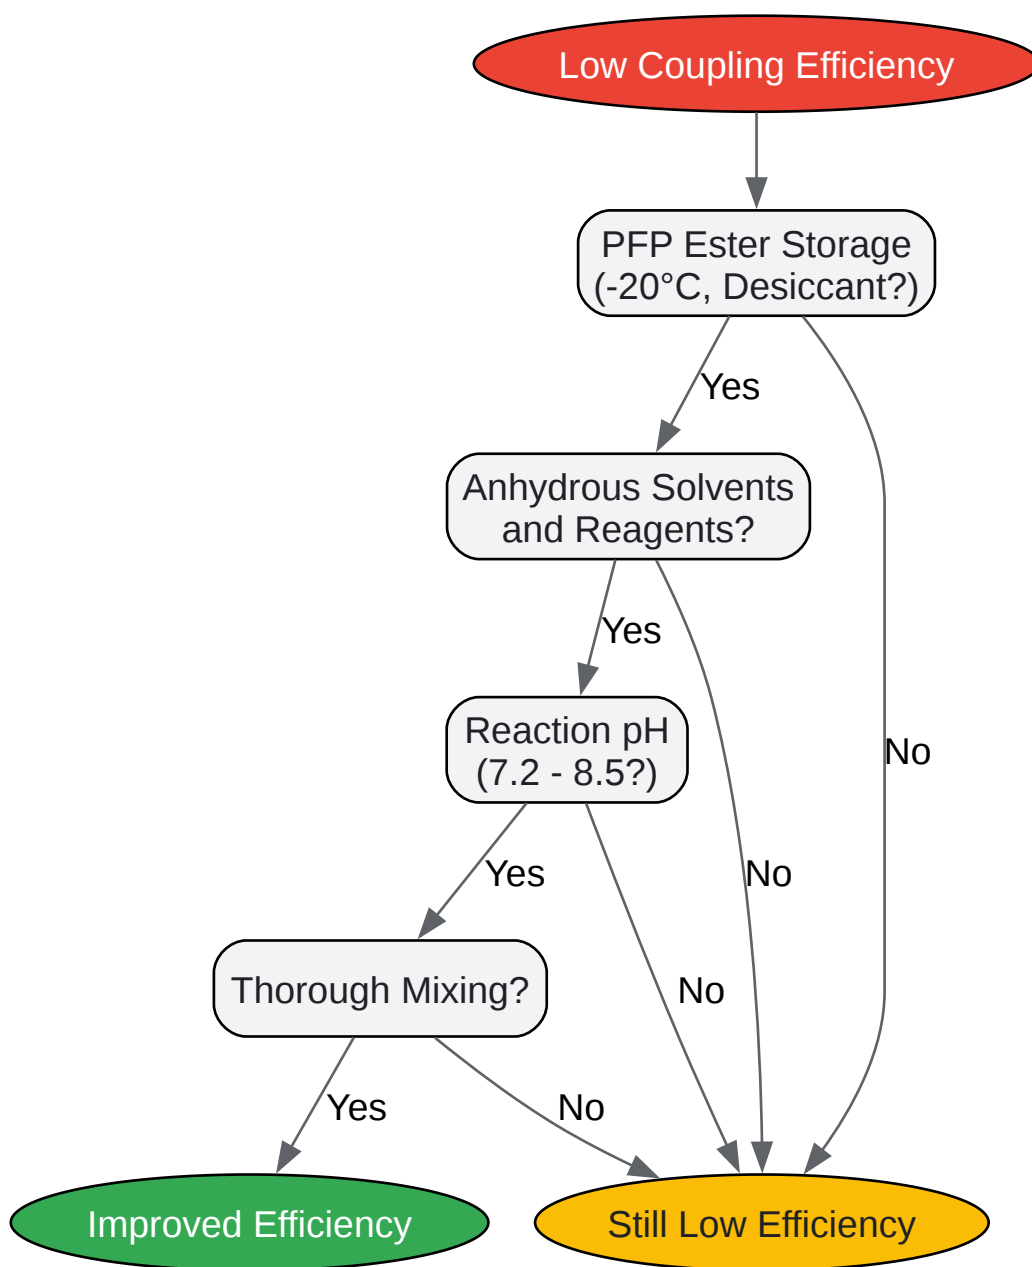 Low Coupling Efficiency
PFP Ester Storage
(-20°C, Desiccant?)
Yes
Anhydrous Solvents
and Reagents?
Yes
Reaction pH
(7.2 - 8.5?)
No
Yes
No
Thorough Mixing?
No
Yes
No
Improved Efficiency
Still Low Efficiency